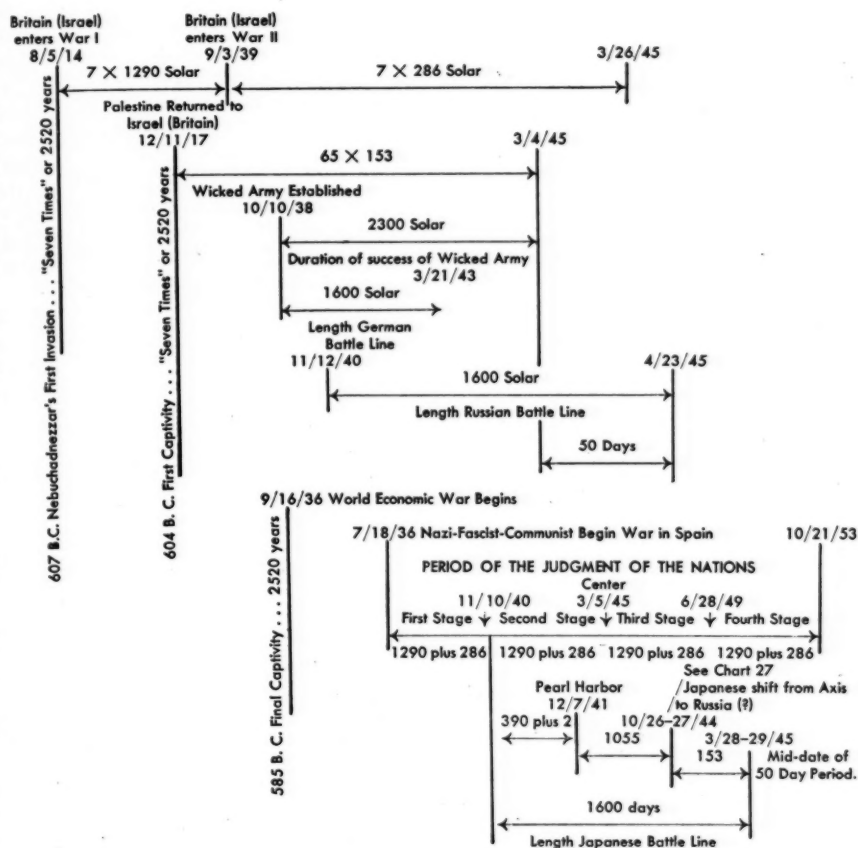 Britain (Israel)
enters War I
8/5/14
Britain (Israel)
enters War II
9/3/39
3/26/45
7 × 1290 Solar
7 × 286 Solar
607 B.C. Nebuchadnezzar's First Invasion . . . "Seven Times" or 2520 years
Palestine Returned to
Israel (Britain)
12/11/17
3/4/45
65 × 153
604 B. C. First Captivity . . . "Seven Times" or 2520 years
Wicked Army Established
10/10/38
2300 Solar
Duration of success of Wicked Army
3/21/43
1600 Solar
Length German
Battle Line
11/12/40
4/23/45
1600 Solar
Length Russian Battle Line
50 Days
9/16/36 World Economic War Begins
585 B. C. Final Captivity . . . 2520 years
7/18/36 Nazi-Fascist-Communist Begin War in Spain
10/21/53
PERIOD OF THE JUDGMENT OF THE NATIONS
Center
11/10/40
3/5/45
6/28/49
First Stage
Second Stage
Third Stage
Fourth Stage
1290 plus 286
1290 plus 286
1290 plus 286
1290 plus 286
See Chart 27
Japanese shift from Axis
to Russia (?)
Pearl Harbor
12/7/41
10/26-27/44
390 plus 2
1055
3/28-29/45
153
Mid-date of
50 Day Period.
1600 days
Length Japanese Battle Line